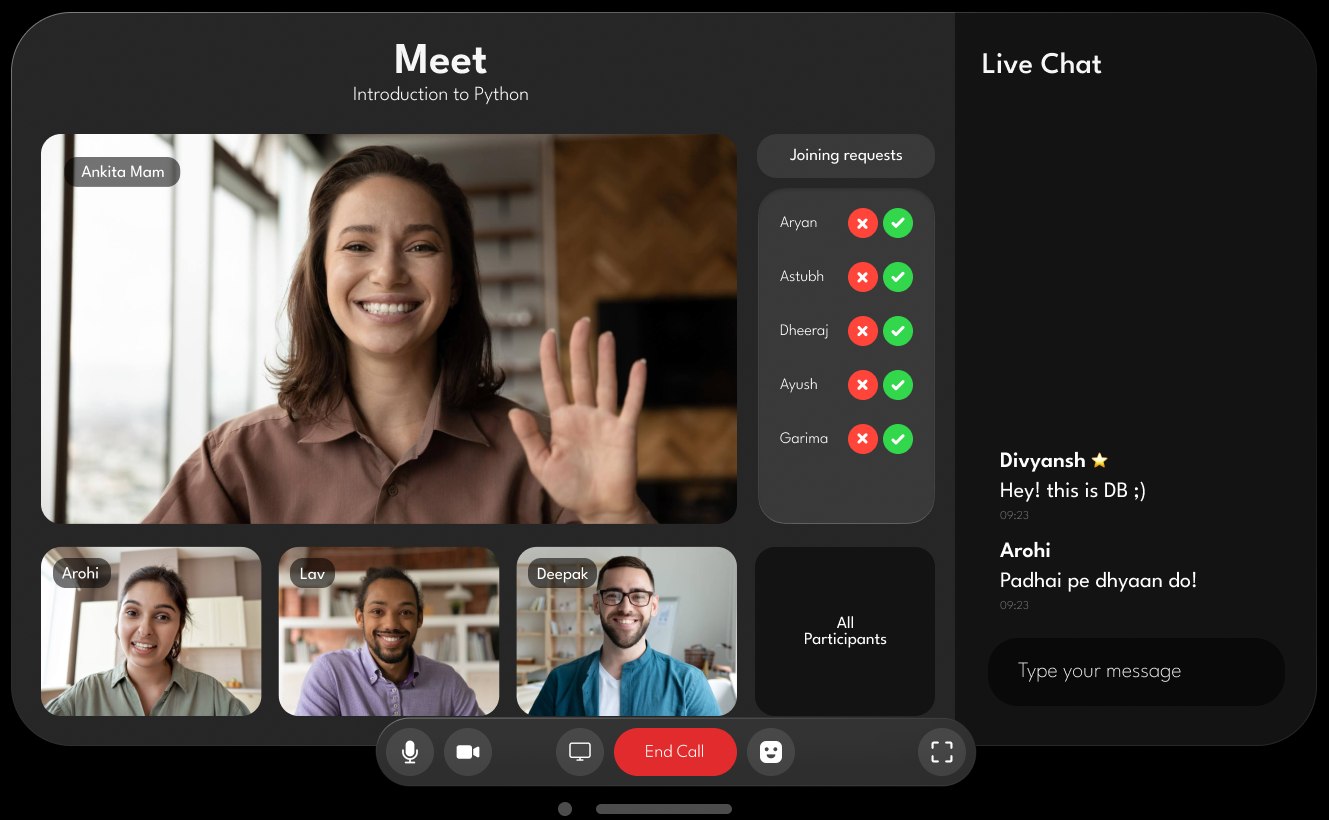 Meet
Introduction to Python
Ankita Mam
Joining requests
Aryan
Astubh
Dheeraj
Ayush
Garima
Arohi
Lav
Deepak
All
Participants
End Call
Live Chat
Divyansh ⭐
Hey! this is DB ;)
09:23
Arohi
Padhai pe dhyaan do!
09:23
Type your message